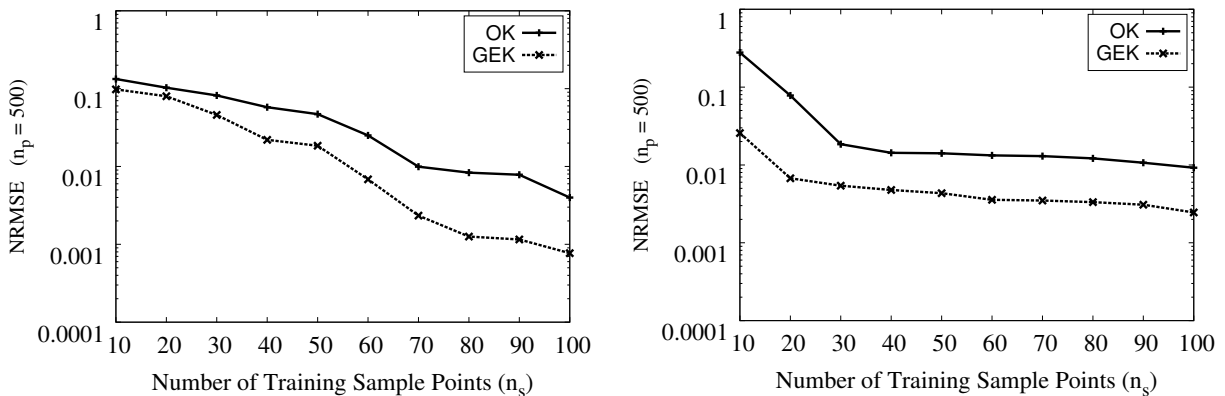 1
0.1
0.01
0.001
0.0001
NRMSE (n_p = 500)
OK
GEK
10 20 30 40 50 60 70 80 90 100
Number of Training Sample Points (n_s)
1
0.1
0.01
0.001
0.0001
NRMSE (n_p = 500)
OK
GEK
10 20 30 40 50 60 70 80 90 100
Number of Training Sample Points (n_s)